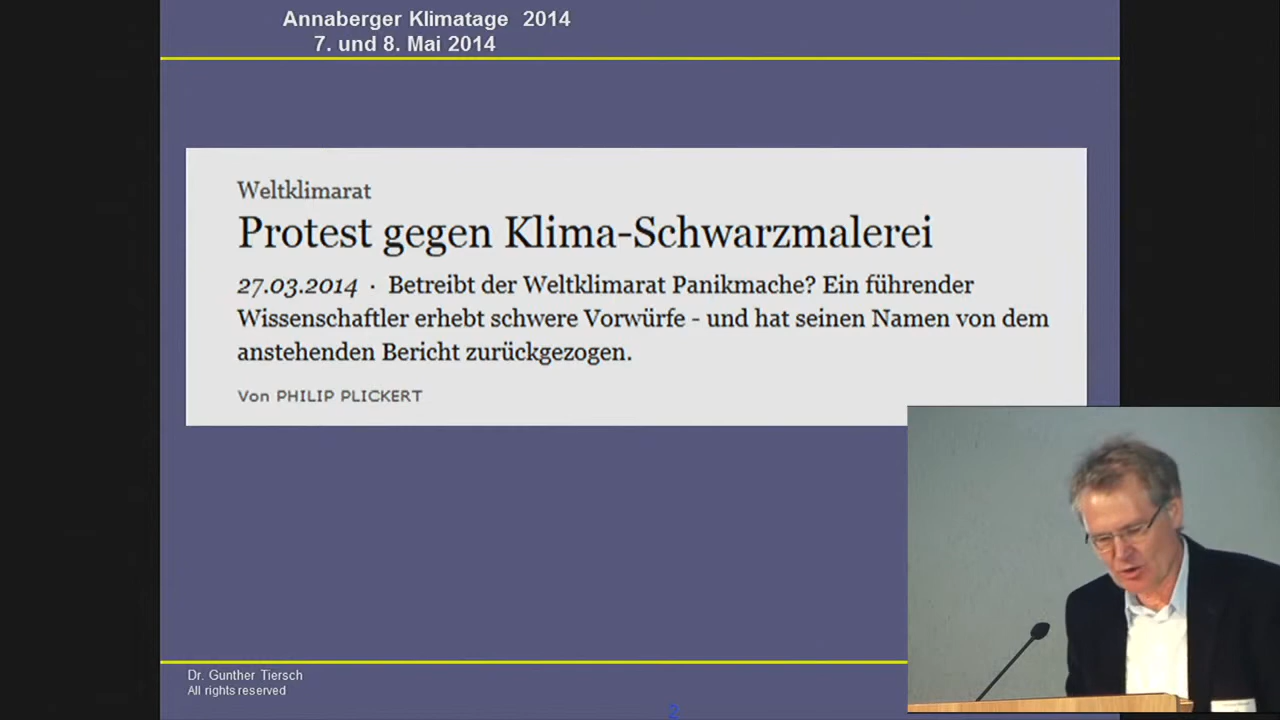 Annaberger Klimatage 2014
7. und 8. Mai 2014
Weltklimarat
Protest gegen Klima-Schwarzmalerei
27.03.2014 · Betreibt der Weltklimarat Panikmache? Ein führender
Wissenschaftler erhebt schwere Vorwürfe - und hat seinen Namen von dem
anstehenden Bericht zurückgezogen.
Von PHILIP PLICKERT
Dr. Gunther Tiersch
All rights reserved
2